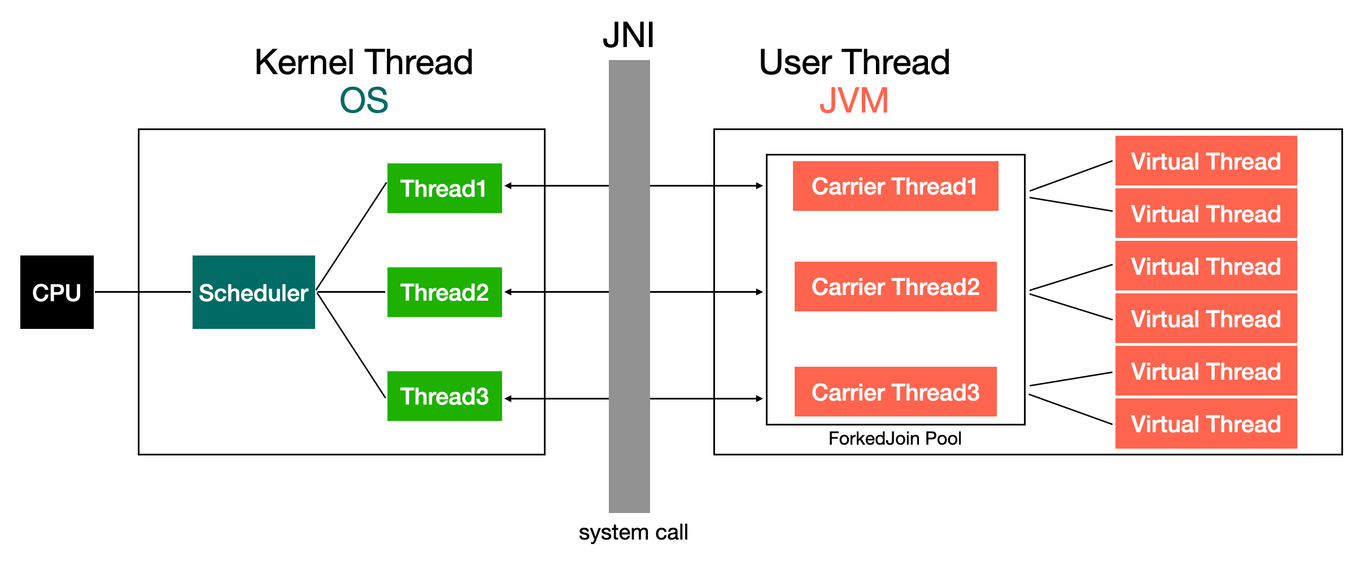 JNI
Kernel Thread
OS
User Thread
JVM
CPU
Scheduler
Thread1
Thread2
Thread3
Carrier Thread1
Carrier Thread2
Carrier Thread3
ForkedJoin Pool
Virtual Thread
Virtual Thread
Virtual Thread
Virtual Thread
Virtual Thread
Virtual Thread
system call